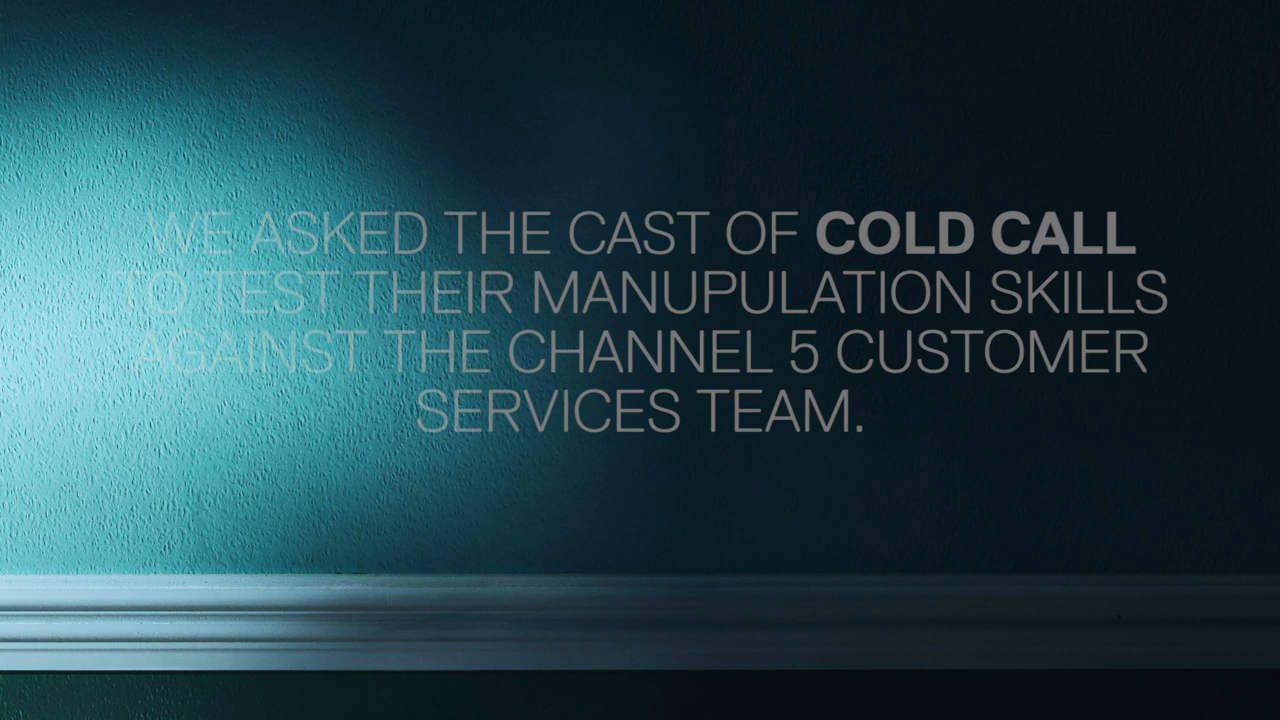 WE ASKED THE CAST OF COLD CALL
TO TEST THEIR MANUPULATION SKILLS
AGAINST THE CHANNEL 5 CUSTOMER
SERVICES TEAM.